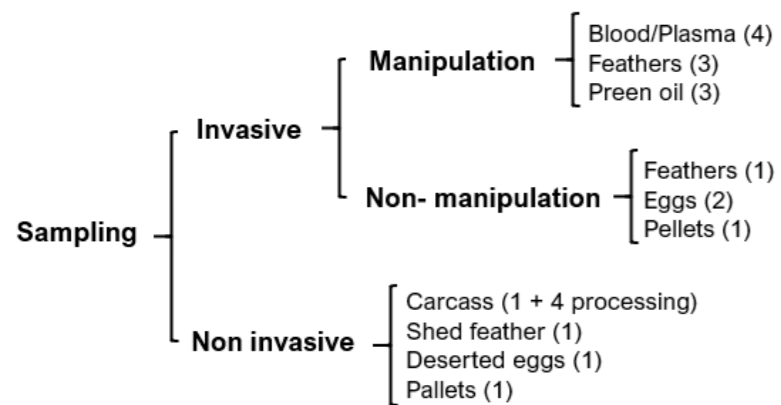 Sampling
Invasive
Manipulation
Blood/Plasma (4)
Feathers (3)
Preen oil (3)
Non- manipulation
Feathers (1)
Eggs (2)
Pellets (1)
Non invasive
Carcass (1 + 4 processing)
Shed feather (1)
Deserted eggs (1)
Pallets (1)